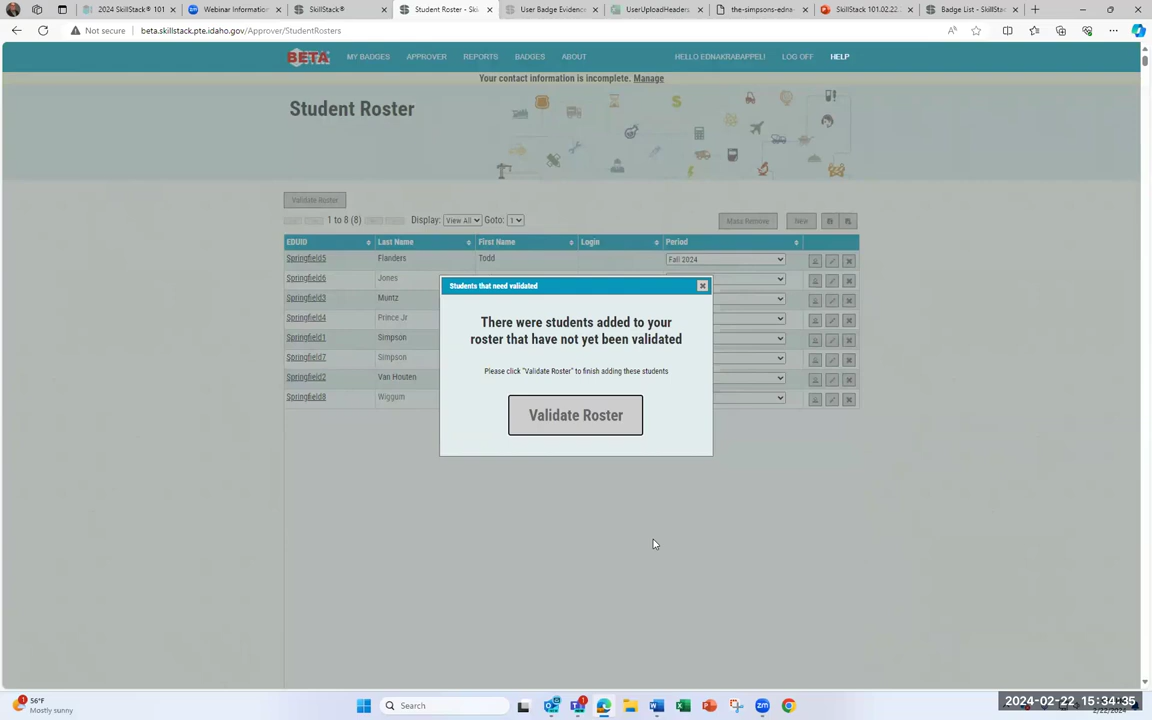 2024 SkillStack® 101
Webinar Information
SkillStack®
Student Roster - Ski
User Badge Evidence
UserUploadHeaders
the-simpsons-edna-
SkillStack 101.02.22
Badge List - SkillStac
Not secure
beta.skillstack.pte.idaho.gov/Approver/StudentRosters
BETA
MY BADGES
APPROVER
REPORTS
BADGES
ABOUT
HELLO EDNAKRABAPPELI
LOG OFF
HELP
Your contact information is incomplete. Manage
Student Roster
Validate Roster
1 to 8 (8)
Display: View All
Goto: 1
Mass Remove
New
EDUID Last Name First Name Login Period
Springfield5 Flanders Todd Fall 2024
Springfield6 Jones
Springfield3 Muntz
Springfield4 Prince Jr
Springfield1 Simpson
Springfield7 Simpson
Springfield2 Van Houten
Springfield8 Wiggum
Students that need validated
There were students added to your
roster that have not yet been validated
Please click "Validate Roster" to finish adding these students
Validate Roster
56°F
Mostly sunny
Search
2024-02-22 15:34:35
2/22/2024